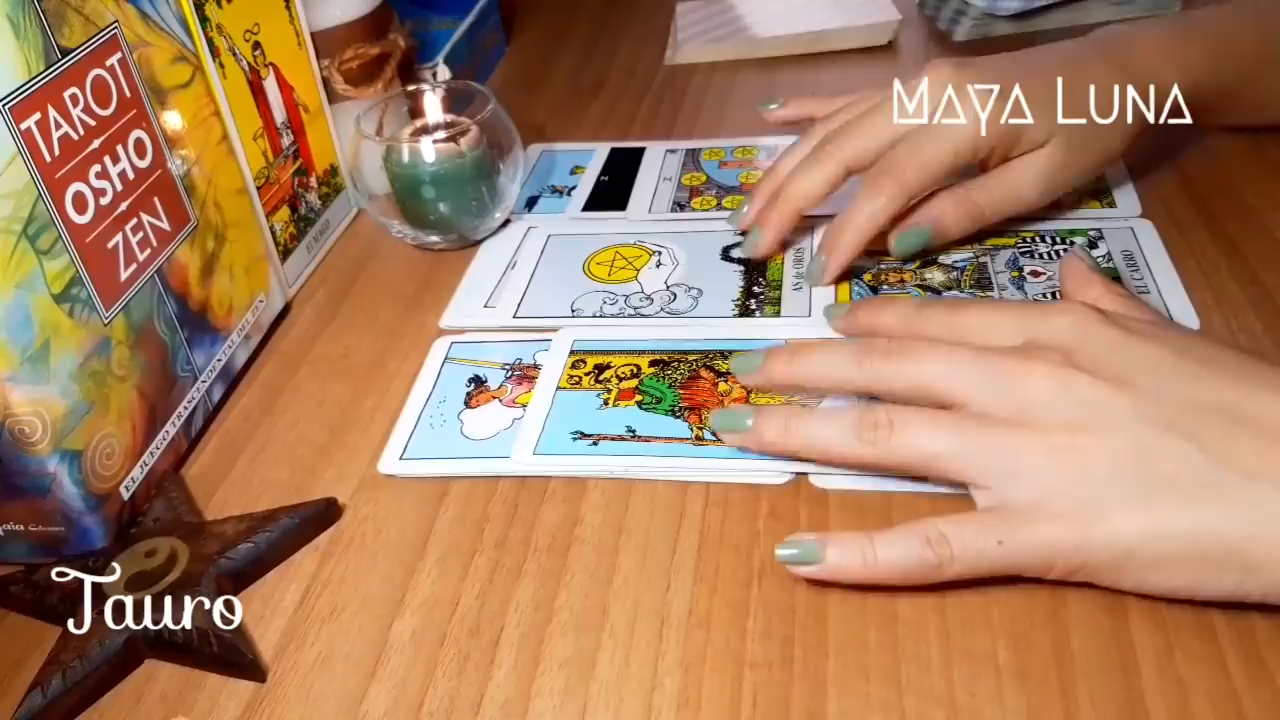 TAROT
OSHO
ZEN
EL JUEGO TRASCENDENTAL DEL ZEN
EL MAGO
MAYA LUNA
AS de OROS
EL CARRO
Tauro